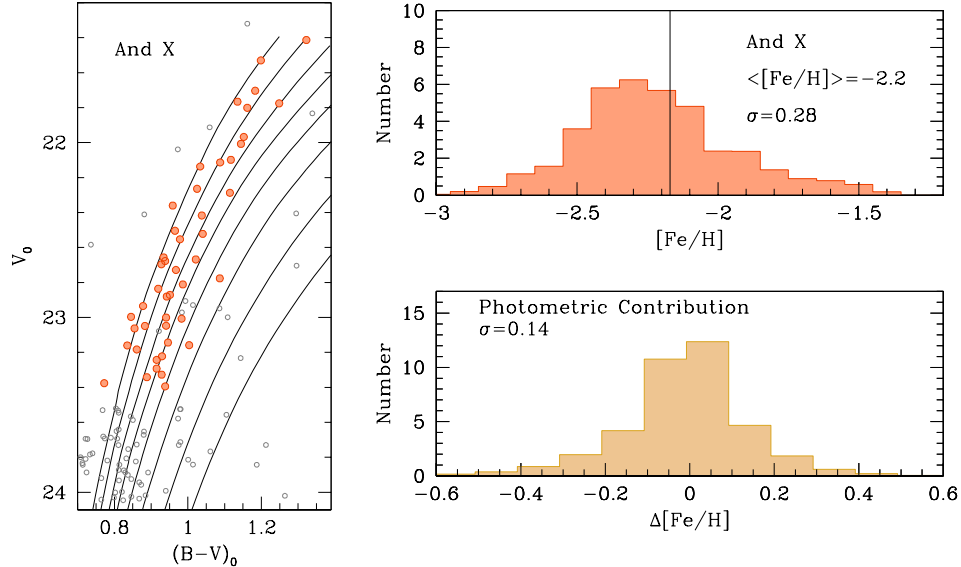 And X
V₀
22
23
24
0.8 1 1.2
(B−V)₀
10
8
6
4
2
0
Number
And X
<[Fe/H]>=−2.2
σ=0.28
−3 −2.5 −2 −1.5
[Fe/H]
15
10
5
0
Number
Photometric Contribution
σ=0.14
−0.6 −0.4 −0.2 0 0.2 0.4 0.6
Δ[Fe/H]